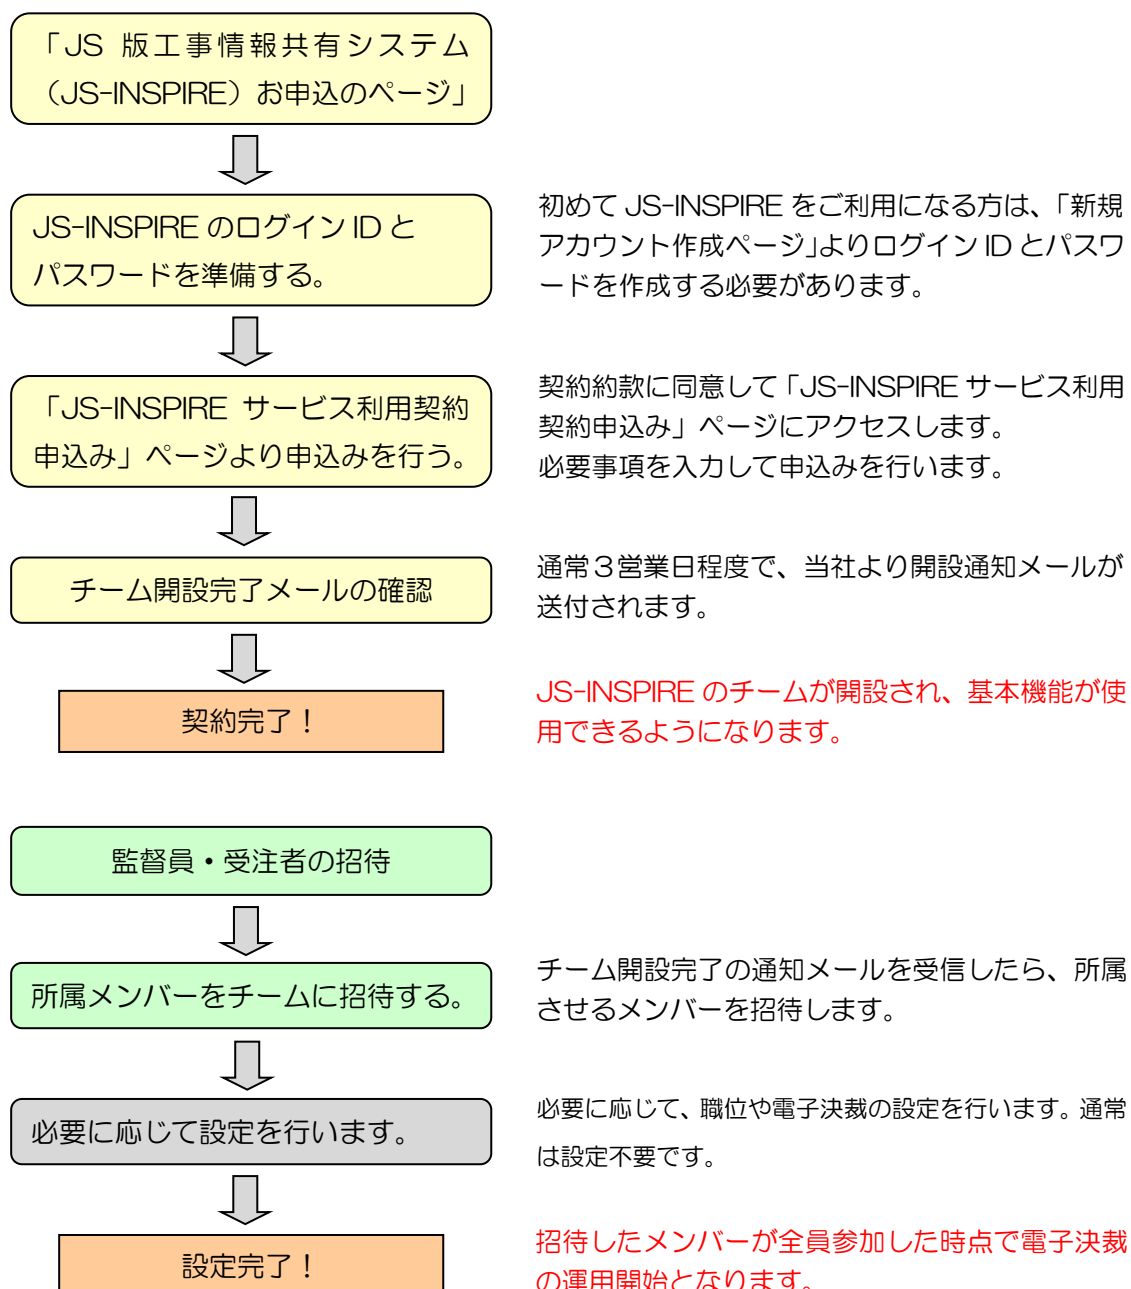 「JS 版工事情報共有システム
（JS-INSPIRE）お申込のページ」
JS-INSPIRE のログイン ID と
パスワードを準備する。
初めて JS-INSPIRE をご利用になる方は、「新規
アカウント作成ページ」よりログイン ID とパスワ
ードを作成する必要があります。
「JS-INSPIRE サービス利用契約
申込み」ページより申込みを行う。
契約約款に同意して「JS-INSPIRE サービス利用
契約申込み」ページにアクセスします。
必要事項を入力して申込みを行います。
チーム開設完了メールの確認
通常３営業日程度で、当社より開設通知メールが
送付されます。
契約完了！
JS-INSPIRE のチームが開設され、基本機能が使
用できるようになります。
監督員・受注者の招待
所属メンバーをチームに招待する。
チーム開設完了の通知メールを受信したら、所属
させるメンバーを招待します。
必要に応じて設定を行います。
必要に応じて、職位や電子決裁の設定を行います。通常
は設定不要です。
設定完了！
招待したメンバーが全員参加した時点で電子決裁
の運用開始となります。